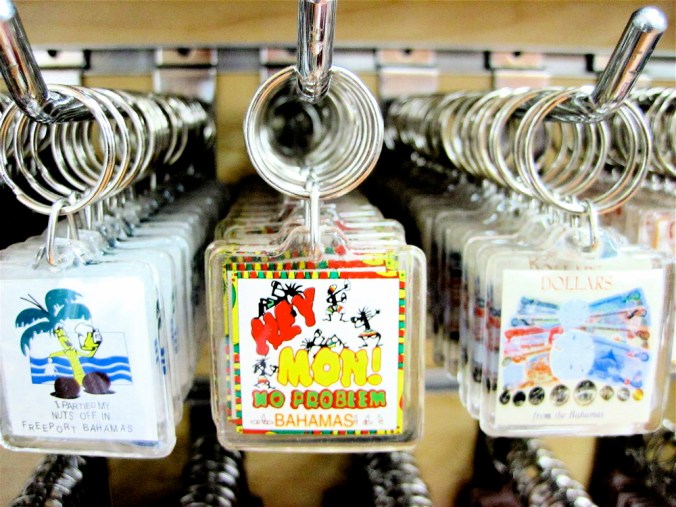 I PARTIED MY
NUTS OFF IN
FREEPORT BAHAMAS
HEY
MON!
NO PROBLEM
BAHAMAS
DOLLARS
from the Bahamas